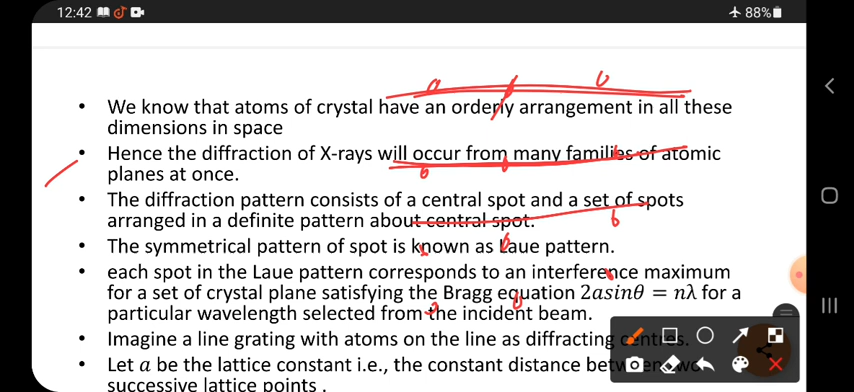 12:42
88%
• We know that atoms of crystal have an orderly arrangement in all these
dimensions in space
• Hence the diffraction of X-rays will occur from many families of atomic
planes at once.
• The diffraction pattern consists of a central spot and a set of spots
arranged in a definite pattern about central spot.
• The symmetrical pattern of spot is known as Laue pattern.
• each spot in the Laue pattern corresponds to an interference maximum
for a set of crystal plane satisfying the Bragg equation 2asinθ = nλ for a
particular wavelength selected from the incident beam.
• Imagine a line grating with atoms on the line as diffracting centres.
• Let a be the lattice constant i.e., the constant distance between two
successive lattice points .